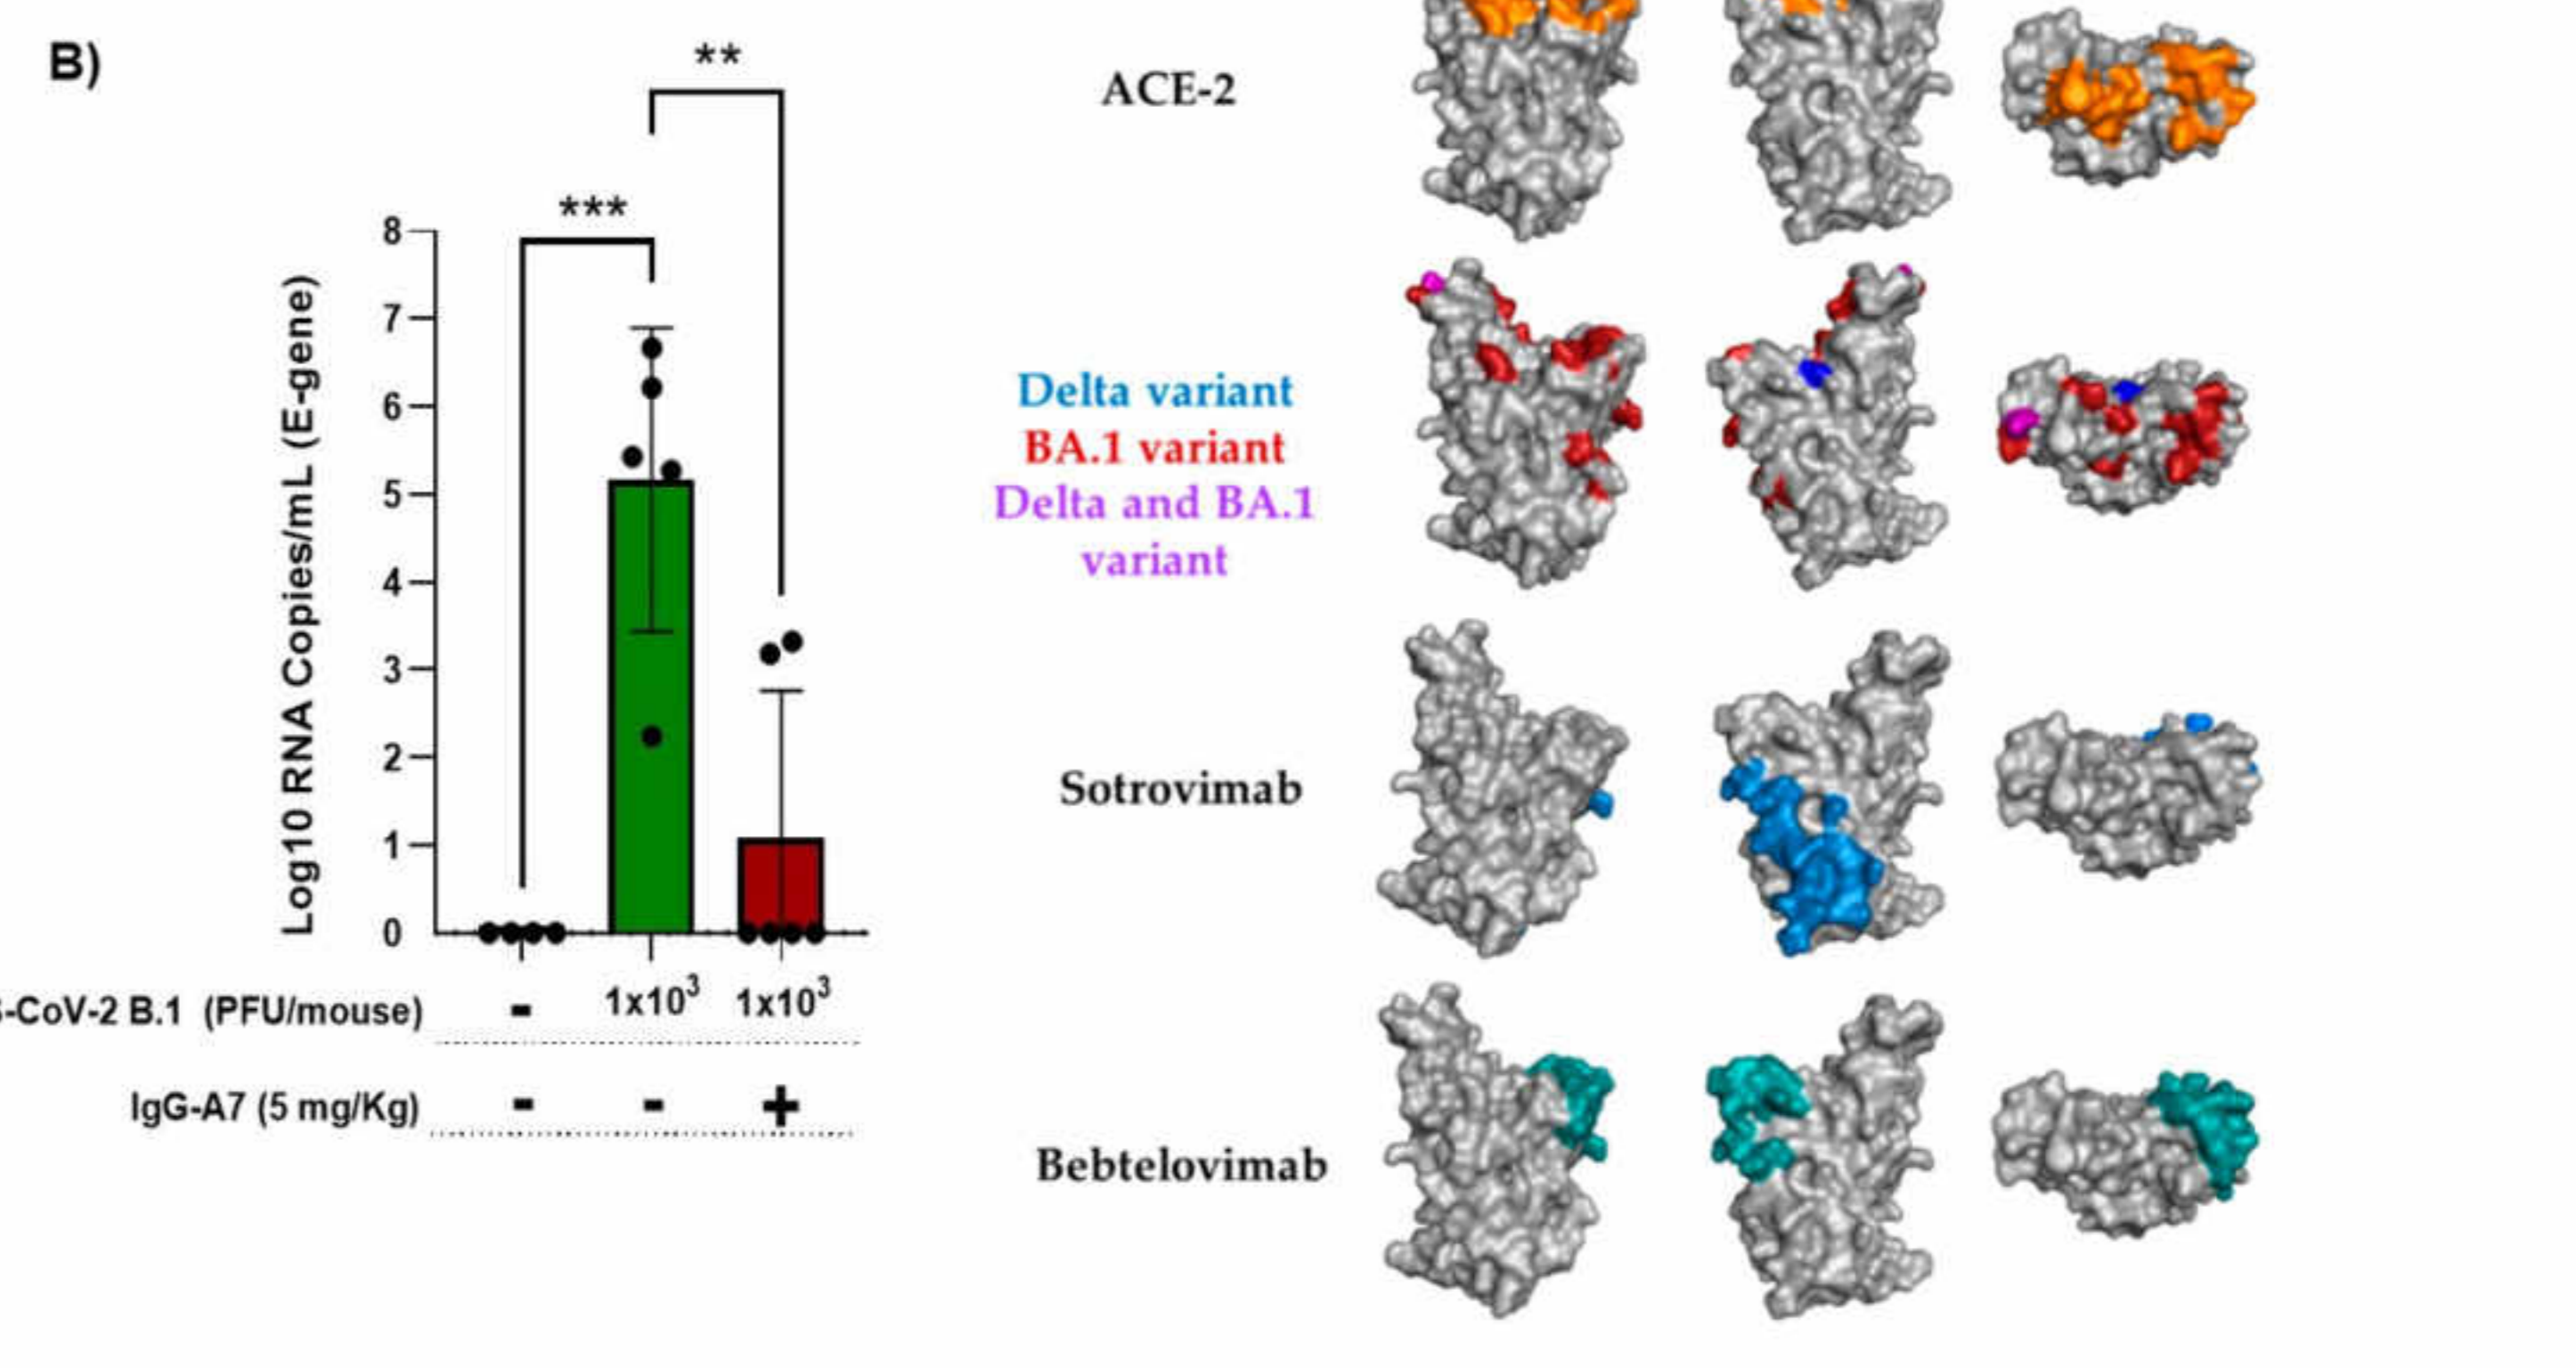 B)
**
***
8
7
6
5
4
3
2
1
0
Log10 RNA Copies/mL (E-gene)
-CoV-2 B.1 (PFU/mouse) - 1x10³ 1x10³
IgG-A7 (5 mg/Kg) - - +
ACE-2
Delta variant
BA.1 variant
Delta and BA.1
variant
Sotrovimab
Bebtelovimab